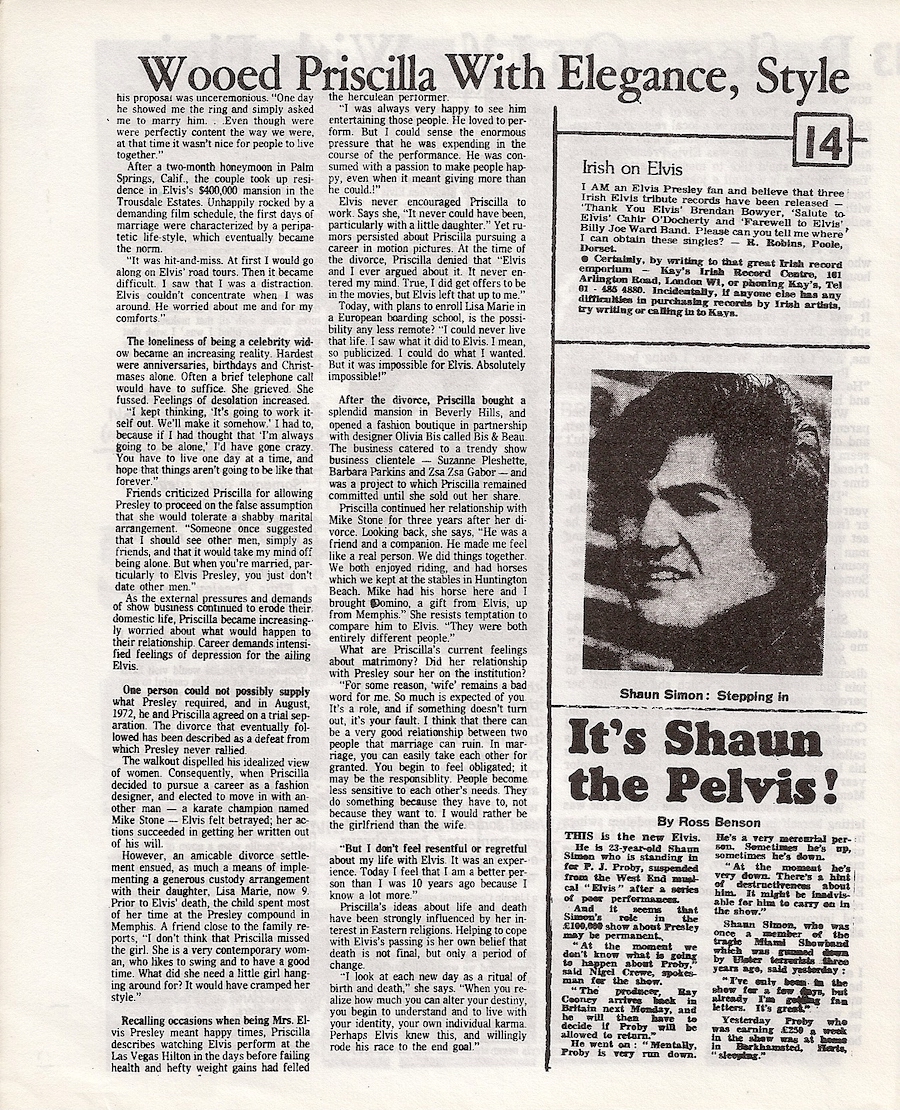 Wooed Priscilla With Elegance, Style
his proposal was unceremonious. "One day
he showed me the ring and simply asked
me to marry him. . .Even though were
were perfectly content the way we were,
at that time it wasn't nice for people to live
together."
After a two-month honeymoon in Palm
Springs, Calif., the couple took up resi-
dence in Elvis's $400,000 mansion in the
Trousdale Estates. Unhappily rocked by a
demanding film schedule, the first days of
marriage were characterized by a peripa-
tetic life-style, which eventually became
the norm.
"It was hit-and-miss. At first I would go
along on Elvis' road tours. Then it became
difficult. I saw that I was a distraction.
Elvis couldn't concentrate when I was
around. He worried about me and for my
comforts."
The loneliness of being a celebrity wid-
ow became an increasing reality. Hardest
were anniversaries, birthdays and Christ-
mases alone. Often a brief telephone call
would have to suffice. She grieved. She
fussed. Feelings of desolation increased.
"I kept thinking, 'It's going to work it-
self out. We'll make it somehow.' I had to,
because if I had thought that 'I'm always
going to be alone,' I'd have gone crazy.
You have to live one day at a time, and
hope that things aren't going to be like that
forever."
Friends criticized Priscilla for allowing
Presley to proceed on the false assumption
that she would tolerate a shabby marital
arrangement. "Someone once suggested
that I should see other men, simply as
friends, and that it would take my mind off
being alone. But when you're married, par-
ticularly to Elvis Presley, you just don't
date other men."
As the external pressures and demands
of show business continued to erode their
domestic life, Priscilla became increasing-
ly worried about what would happen to
their relationship. Career demands intensi-
fied feelings of depression for the ailing
Elvis.
One person could not possibly supply
what Presley required, and in August,
1972, he and Priscilla agreed on a trial sep-
aration. The divorce that eventually fol-
lowed has been described as a defeat from
which Presley never rallied.
The walkout dispelled his idealized view
of women. Consequently, when Priscilla
decided to pursue a career as a fashion
designer, and elected to move in with an-
other man — a karate champion named
Mike Stone — Elvis felt betrayed; her ac-
tions succeeded in getting her written out
of his will.
However, an amicable divorce settle-
ment ensued, as much a means of imple-
menting a generous custody arrangement
with their daughter, Lisa Marie, now 9.
Prior to Elvis' death, the child spent most
of her time at the Presley compound in
Memphis. A friend close to the family re-
ports, "I don't think that Priscilla missed
the girl. She is a very contemporary wom-
an, who likes to swing and to have a good
time. What did she need a little girl hang-
ing around for? It would have cramped her
style."
Recalling occasions when being Mrs. El-
vis Presley meant happy times, Priscilla
describes watching Elvis perform at the
Las Vegas Hilton in the days before failing
health and hefty weight gains had felled
the herculean performer.
"I was always very happy to see him
entertaining those people. He loved to per-
form. But I could sense the enormous
pressure that he was expending in the
course of the performance. He was con-
sumed with a passion to make people hap-
py, even when it meant giving more than
he could.!"
Elvis never encouraged Priscilla to
work. Says she, "It never could have been,
particularly with a little daughter." Yet ru-
mors persisted about Priscilla pursuing a
career in motion pictures. At the time of
the divorce, Priscilla denied that "Elvis
and I ever argued about it. It never en-
tered my mind. True, I did get offers to be
in the movies, but Elvis left that up to me."
Today, with plans to enroll Lisa Marie in
a European boarding school, is the possi-
bility any less remote? "I could never live
that life. I saw what it did to Elvis. I mean,
so publicized. I could do what I wanted.
But it was impossible for Elvis. Absolutely
impossible!"
After the divorce, Priscilla bought a
splendid mansion in Beverly Hills, and
opened a fashion boutique in partnership
with designer Olivia Bis called Bis & Beau.
The business catered to a trendy show
business clientele — Suzanne Pleshette,
Barbara Parkins and Zsa Zsa Gabor — and
was a project to which Priscilla remained
committed until she sold out her share.
Priscilla continued her relationship with
Mike Stone for three years after her di-
vorce. Looking back, she says, "He was a
friend and a companion. He made me feel
like a real person. We did things together.
We both enjoyed riding, and had horses
which we kept at the stables in Huntington
Beach. Mike had his horse here and I
brought Domino, a gift from Elvis, up
from Memphis." She resists temptation to
compare him to Elvis. "They were both
entirely different people."
What are Priscilla's current feelings
about matrimony? Did her relationship
with Presley sour her on the institution?
"For some reason, 'wife' remains a bad
word for me. So much is expected of you
It's a role, and if something doesn't turn
out, it's your fault. I think that there can
be a very good relationship between two
people that marriage can ruin. In mar-
riage, you can easily take each other for
granted. You begin to feel obligated; it
may be the responsiblity. People become
less sensitive to each other's needs. They
do something because they have to, not
because they want to. I would rather be
the girlfriend than the wife.
"But I don't feel resentful or regretful
about my life with Elvis. It was an exper-
ience. Today I feel that I am a better per-
son than I was 10 years ago because I
know a lot more."
Priscilla's ideas about life and death
have been strongly influenced by her in-
terest in Eastern religions. Helping to cope
with Elvis's passing is her own belief that
death is not final, but only a period of
change.
"I look at each new day as a ritual of
birth and death," she says. "When you re-
alize how much you can alter your destiny,
you begin to understand and to live with
your identity, your own individual karma.
Perhaps Elvis knew this, and willingly
rode his race to the end goal."
14
Irish on Elvis
I AM an Elvis Presley fan and believe that three
Irish Elvis tribute records have been released —
'Thank You Elvis' Brendan Bowyer, 'Salute to
Elvis' Cahir O'Docherty and 'Farewell to Elvis'
Billy Joe Ward Band. Please can you tell me where
I can obtain these singles? — R. Robins, Poole,
Dorset.
● Certainly, by writing to that great Irish record
emporium — Kay's Irish Record Centre, 161
Arlington Road, London W1, or phoning Kay's, Tel
01 - 485 4880. Incidentally, if anyone else has any
difficulties in purchasing records by Irish artists,
try writing or calling in to Kays.
Shaun Simon: Stepping in
It's Shaun
the Pelvis!
By Ross Benson
THIS is the new Elvis.
He is 23-year-old Shaun
Simon who is standing in
for P. J. Proby, suspended
from the West End musi-
cal "Elvis" after a series
of poor performances.
And it seems that
Simon's role in the
£100,000 show about Presley
may be permanent.
"At the moment we
don't know what is going
to happen about Proby,"
said Nigel Crewe, spokes-
man for the show.
"The producer, Ray
Cooney arrives back in
Britain next Monday, and
he will then have to
decide if Proby will be
allowed to return."
He went on: "Mentally,
Proby is very run down.
He's a very mercurial per-
son. Sometimes he's up,
sometimes he's down.
"At the moment he's
very down. There's a hint
of destructiveness about
him. It might be inadvis-
able for him to carry on in
the show."
Shaun Simon, who was
once a member of the
tragic Miami Showband
which was gunned down
by Ulster terrorists three
years ago, said yesterday:
"I've only been in the
show for a few days, but
already I'm getting fan
letters. It's great."
Yesterday Proby who
was earning £250 a week
in the show was at home
in Barkhamsted, Herts,
"sleeping."